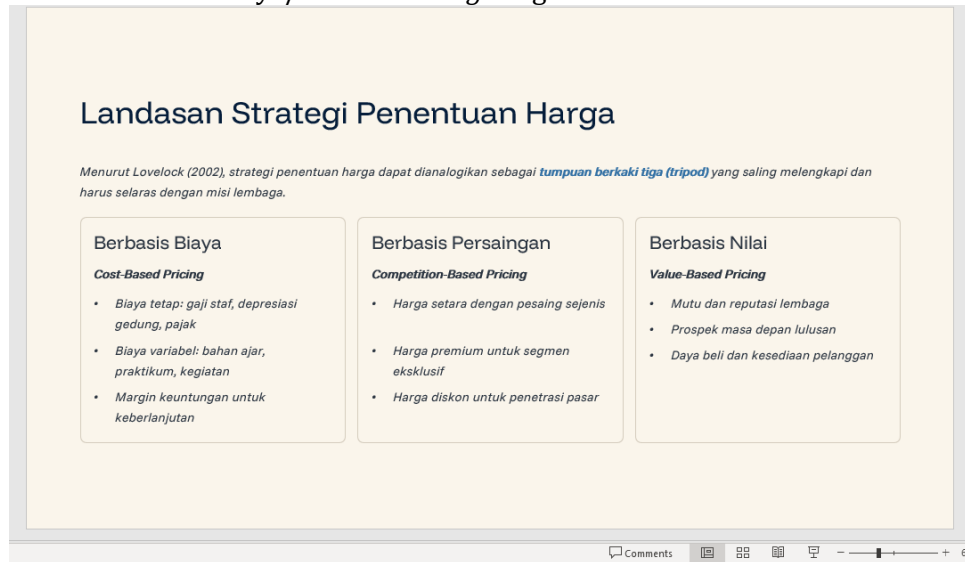 Landasan Strategi Penentuan Harga
Menurut Lovelock (2002), strategi penentuan harga dapat dianalogikan sebagai tumpuan berkaki tiga (tripod) yang saling melengkapi dan
harus selaras dengan misi lembaga.
Berbasis Biaya
Cost-Based Pricing
• Biaya tetap: gaji staf, depresiasi
gedung, pajak
• Biaya variabel: bahan ajar,
praktikum, kegiatan
• Margin keuntungan untuk
keberlanjutan
Berbasis Persaingan
Competition-Based Pricing
• Harga setara dengan pesaing sejenis
• Harga premium untuk segmen
eksklusif
• Harga diskon untuk penetrasi pasar
Berbasis Nilai
Value-Based Pricing
• Mutu dan reputasi lembaga
• Prospek masa depan lulusan
• Daya beli dan kesediaan pelanggan
Comments